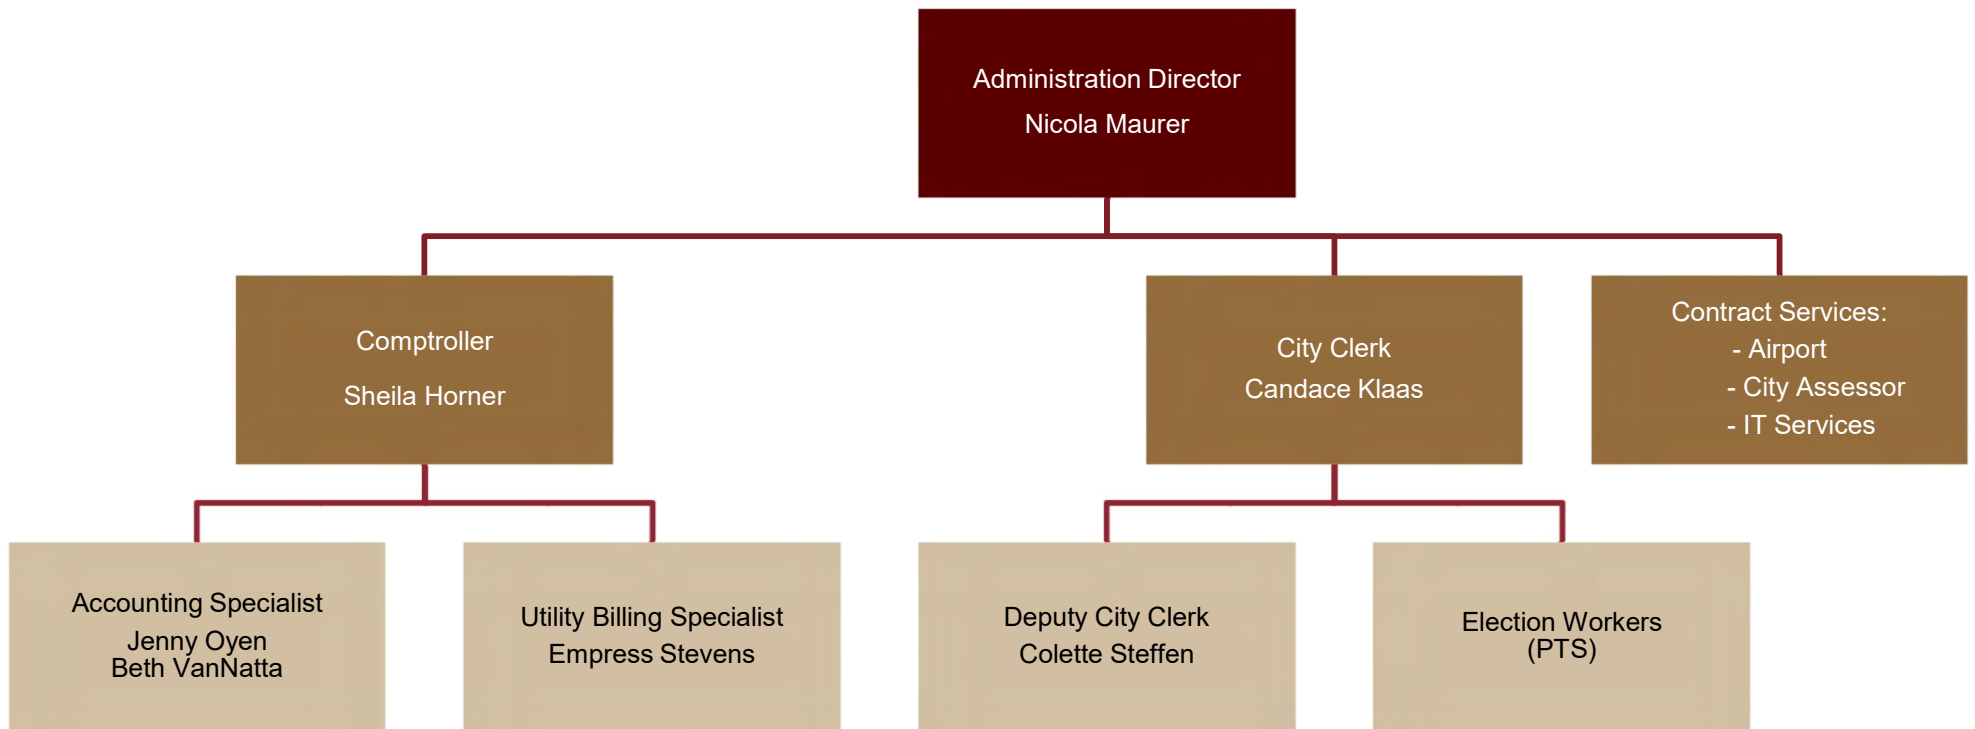 Administration Director
Nicola Maurer
Comptroller
Sheila Horner
City Clerk
Candace Klaas
Contract Services:
- Airport
- City Assessor
- IT Services
Accounting Specialist
Jenny Oyen
Beth VanNatta
Utility Billing Specialist
Empress Stevens
Deputy City Clerk
Colette Steffen
Election Workers
(PTS)